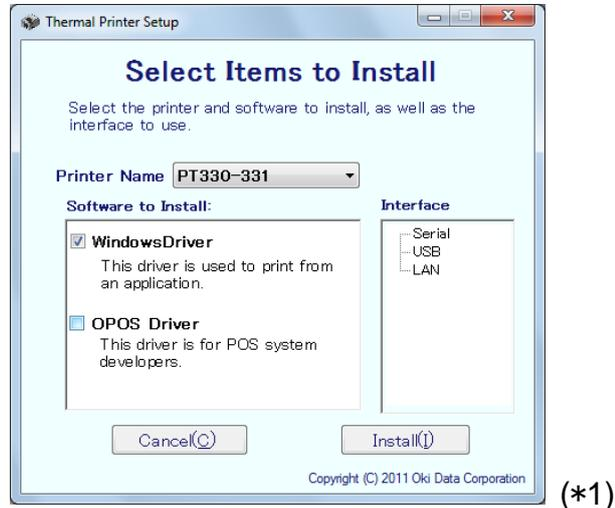 Thermal Printer Setup
Select Items to Install
Select the printer and software to install, as well as the
interface to use.
Printer Name PT330-331
Software to Install:
WindowsDriver
This driver is used to print from
an application.
OPOS Driver
This driver is for POS system
developers.
Interface
Serial
USB
LAN
Cancel(C) Install(I)
Copyright (C) 2011 Oki Data Corporation
(*1)